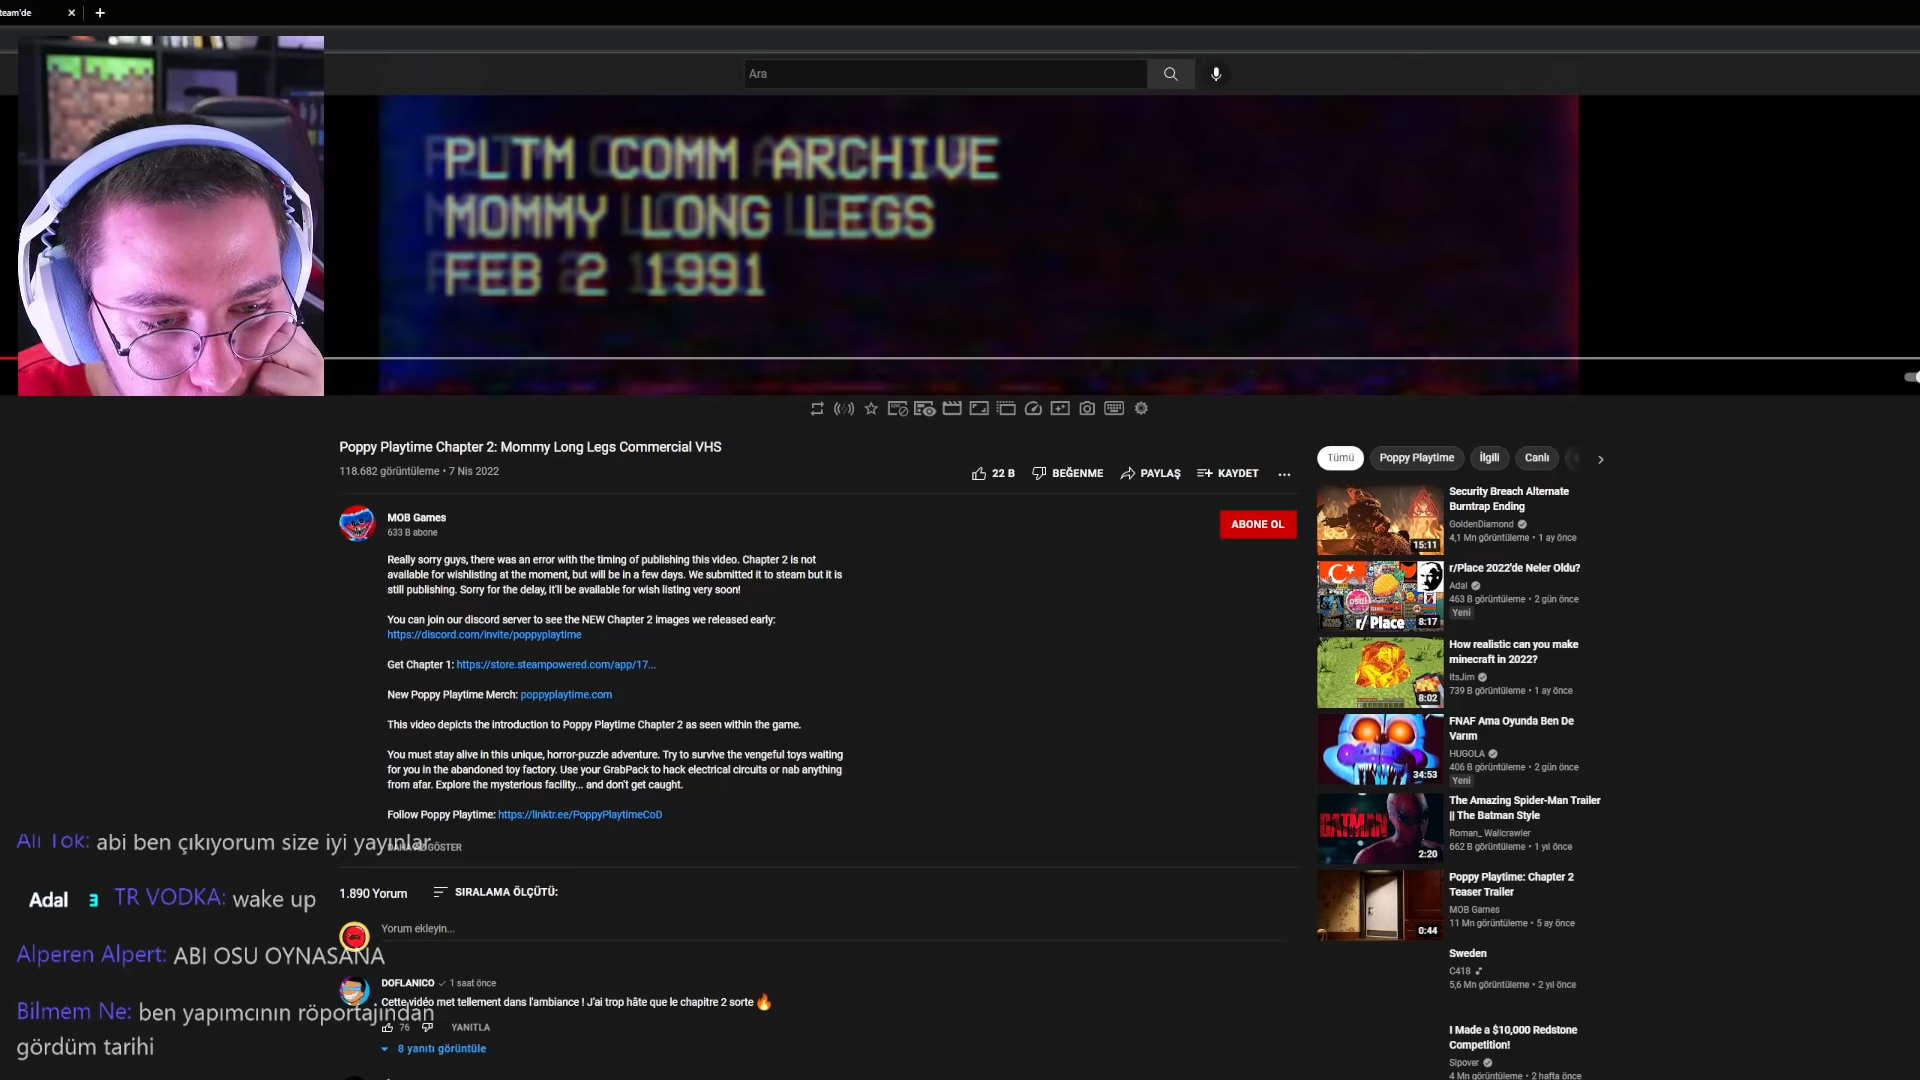 team'de
Ara
PLTM COMM ARCHIVE
MOMMY LONG LEGS
FEB 2 1991
Poppy Playtime Chapter 2: Mommy Long Legs Commercial VHS
118.682 görüntüleme • 7 Nis 2022
22 B
BEĞENME
PAYLAŞ
KAYDET
MOB Games
633 B abone
ABONE OL
Really sorry guys, there was an error with the timing of publishing this video. Chapter 2 is not
available for wishlisting at the moment, but will be in a few days. We submitted it to steam but it is
still publishing. Sorry for the delay, it'll be available for wish listing very soon!
You can join our discord server to see the NEW Chapter 2 images we released early:
https://discord.com/invite/poppyplaytime
Get Chapter 1: https://store.steampowered.com/app/17...
New Poppy Playtime Merch: poppyplaytime.com
This video depicts the introduction to Poppy Playtime Chapter 2 as seen within the game.
You must stay alive in this unique, horror-puzzle adventure. Try to survive the vengeful toys waiting
for you in the abandoned toy factory. Use your GrabPack to hack electrical circuits or nab anything
from afar. Explore the mysterious facility... and don't get caught.
Follow Poppy Playtime: https://linktr.ee/PoppyPlaytimeCoD
GÖSTER
1.890 Yorum
SIRALAMA ÖLÇÜTÜ:
Yorum ekleyin...
DOFLANICO 1 saat önce
Cette vidéo met tellement dans l'ambiance ! J'ai trop hâte que le chapitre 2 sorte 🔥
76
YANITLA
8 yanıtı görüntüle
Ali Tok: abi ben çıkıyorum size iyi yayınlar
Adal 3 TR VODKA: wake up
Alperen Alpert: ABI OSU OYNASANA
Bilmem Ne: ben yapımcının röportajından
gördüm tarihi
Tümü
Poppy Playtime
İlgili
Canlı
Security Breach Alternate
Burntrap Ending
GoldenDiamond
4,1 Mn görüntüleme • 1 ay önce
15:11
r/Place 2022'de Neler Oldu?
Adal
463 B görüntüleme • 2 gün önce
Yeni
osu!
r/ Place
8:17
How realistic can you make
minecraft in 2022?
ItsJim
739 B görüntüleme • 1 ay önce
8:02
FNAF Ama Oyunda Ben De
Varım
HUGOLA
406 B görüntüleme • 2 gün önce
Yeni
34:53
The Amazing Spider-Man Trailer
|| The Batman Style
Roman_ Wallcrawler
662 B görüntüleme • 1 yıl önce
BATMAN
2:20
Poppy Playtime: Chapter 2
Teaser Trailer
MOB Games
11 Mn görüntüleme • 5 ay önce
0:44
Sweden
C418
5,6 Mn görüntüleme • 2 yıl önce
I Made a $10,000 Redstone
Competition!
Sipover
4 Mn görüntüleme • 2 hafta önce